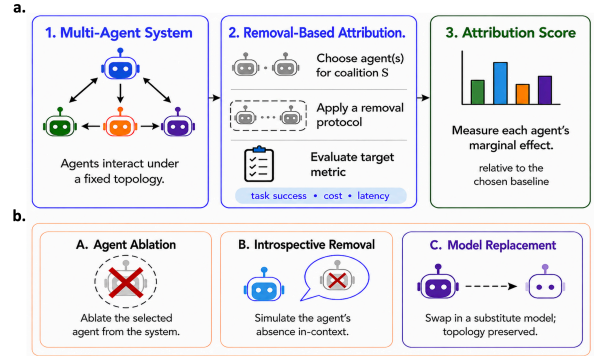 a.
1. Multi-Agent System
Agents interact under
a fixed topology.
2. Removal-Based Attribution.
Choose agent(s)
for coalition S
Apply a removal
protocol
Evaluate target
metric
task success • cost • latency
3. Attribution Score
Measure each agent's
marginal effect.
relative to the
chosen baseline
b.
A. Agent Ablation
Ablate the selected
agent from the system.
B. Introspective Removal
Simulate the agent's
absence in-context.
C. Model Replacement
Swap in a substitute model;
topology preserved.